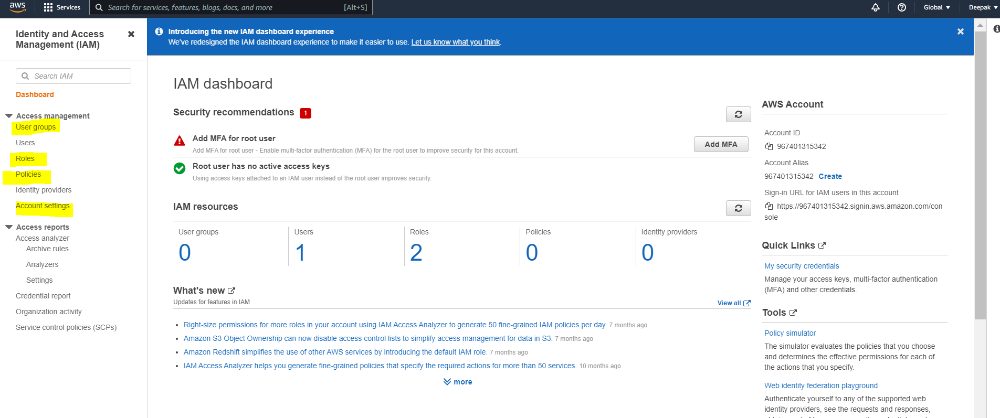 aws
Services
Search for services, features, blogs, docs, and more
[Alt+S]
Global
Deepak
Identity and Access
Management (IAM)
Search IAM
Dashboard
Access management
User groups
Users
Roles
Policies
Identity providers
Account settings
Access reports
Access analyzer
Archive rules
Analyzers
Settings
Credential report
Organization activity
Service control policies (SCPs)
Introducing the new IAM dashboard experience
We've redesigned the IAM dashboard experience to make it easier to use. Let us know what you think.
IAM dashboard
Security recommendations 1
Add MFA for root user
Add MFA for root user - Enable multi-factor authentication (MFA) for the root user to improve security for this account.
Add MFA
Root user has no active access keys
Using access keys attached to an IAM user instead of the root user improves security.
IAM resources
User groups
0
Users
1
Roles
2
Policies
0
Identity providers
0
What's new
Updates for features in IAM
View all
Right-size permissions for more roles in your account using IAM Access Analyzer to generate 50 fine-grained IAM policies per day. 7 months ago
Amazon S3 Object Ownership can now disable access control lists to simplify access management for data in S3. 7 months ago
Amazon Redshift simplifies the use of other AWS services by introducing the default IAM role. 7 months ago
IAM Access Analyzer helps you generate fine-grained policies that specify the required actions for more than 50 services. 10 months ago
more
AWS Account
Account ID
967401315342
Account Alias
967401315342 Create
Sign-in URL for IAM users in this account
https://967401315342.signin.aws.amazon.com/con
sole
Quick Links
My security credentials
Manage your access keys, multi-factor authentication
(MFA) and other credentials.
Tools
Policy simulator
The simulator evaluates the policies that you choose
and determines the effective permissions for each of
the actions that you specify.
Web identity federation playground
Authenticate yourself to any of the supported web
identity providers, see the requests and responses,